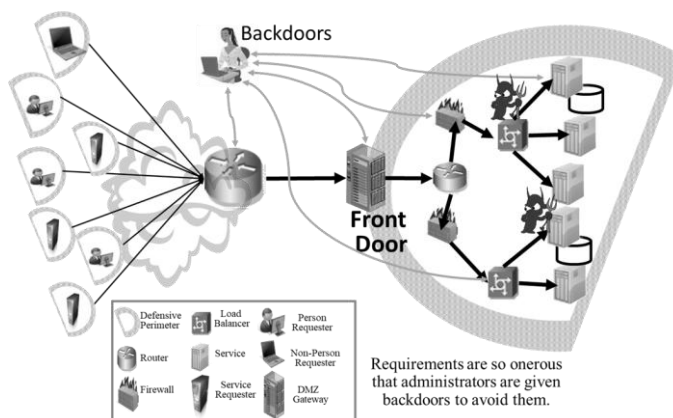 Backdoors
Front
Door
Defensive
Perimeter
Load
Balancer
Person
Requester
Router
Service
Non-Person
Requester
Firewall
Service
Requester
DMZ
Gateway
Requirements are so onerous
that administrators are given
backdoors to avoid them.